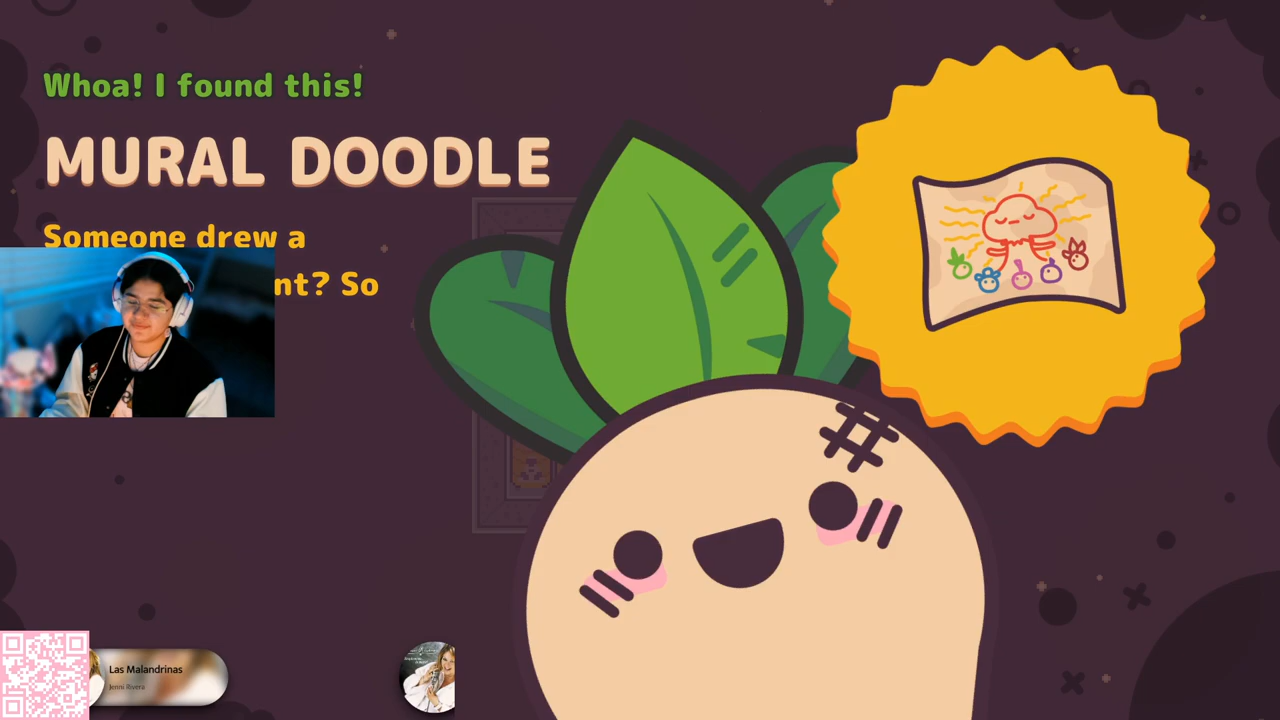 Whoa! I found this!
MURAL DOODLE
Someone drew a
nt? So
Las Malandrinas
Jenni Rivera